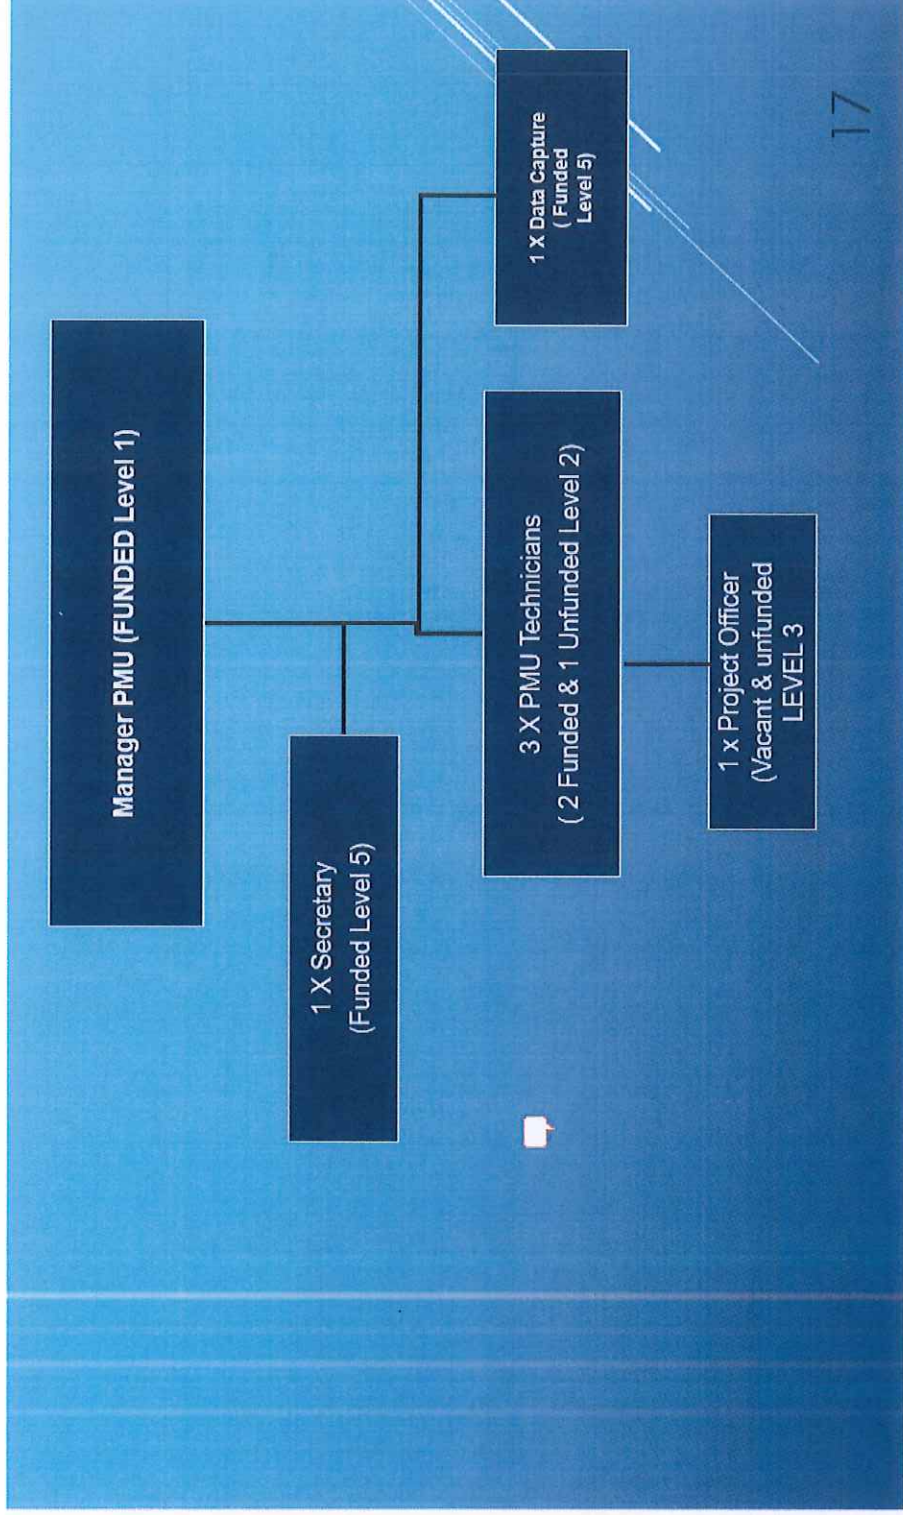 Manager PMU (FUNDED Level 1)
1 X Secretary
(Funded Level 5)
3 X PMU Technicians
( 2 Funded & 1 Unfunded Level 2)
1 X Data Capture
( Funded
Level 5)
1 x Project Officer
(Vacant & unfunded
LEVEL 3
17